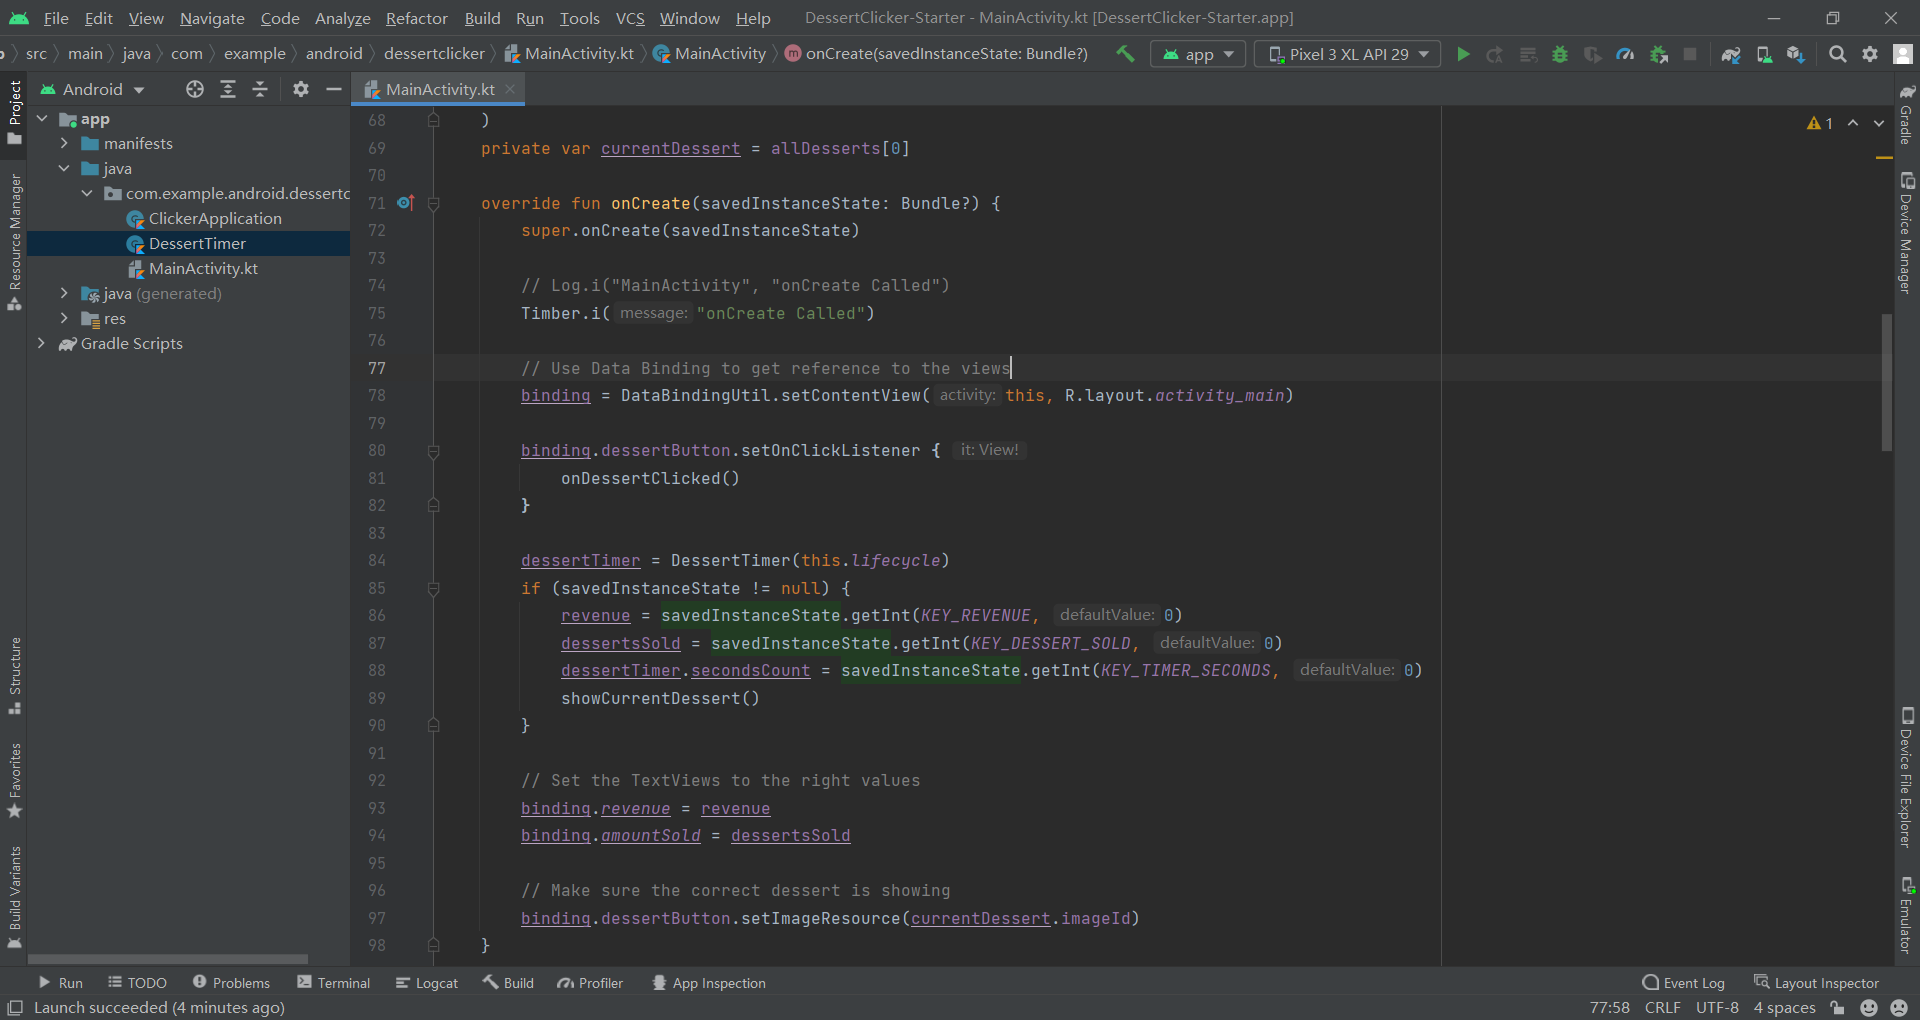 File Edit View Navigate Code Analyze Refactor Build Run Tools VCS Window Help DessertClicker-Starter - MainActivity.kt [DessertClicker-Starter.app]
src main java com example android dessertclicker MainActivity.kt MainActivity onCreate(savedInstanceState: Bundle?) app Pixel 3 XL API 29
Android
MainActivity.kt
Project
Resource Manager
Structure
Favorites
Build Variants
app
manifests
java
com.example.android.dessertc
ClickerApplication
DessertTimer
MainActivity.kt
java (generated)
res
Gradle Scripts
68 )
69 private var currentDessert = allDesserts[0]
70
71 override fun onCreate(savedInstanceState: Bundle?) {
72 super.onCreate(savedInstanceState)
73
74 // Log.i("MainActivity", "onCreate Called")
75 Timber.i( message: "onCreate Called")
76
77 // Use Data Binding to get reference to the views
78 binding = DataBindingUtil.setContentView( activity: this, R.layout.activity_main)
79
80 binding.dessertButton.setOnClickListener { it: View!
81 onDessertClicked()
82 }
83
84 dessertTimer = DessertTimer(this.lifecycle)
85 if (savedInstanceState != null) {
86 revenue = savedInstanceState.getInt(KEY_REVENUE, defaultValue: 0)
87 dessertsSold = savedInstanceState.getInt(KEY_DESSERT_SOLD, defaultValue: 0)
88 dessertTimer.secondsCount = savedInstanceState.getInt(KEY_TIMER_SECONDS, defaultValue: 0)
89 showCurrentDessert()
90 }
91
92 // Set the TextViews to the right values
93 binding.revenue = revenue
94 binding.amountSold = dessertsSold
95
96 // Make sure the correct dessert is showing
97 binding.dessertButton.setImageResource(currentDessert.imageId)
98 }
1
Gradle
Device Manager
Device File Explorer
Emulator
Run TODO Problems Terminal Logcat Build Profiler App Inspection Event Log Layout Inspector
Launch succeeded (4 minutes ago) 77:58 CRLF UTF-8 4 spaces